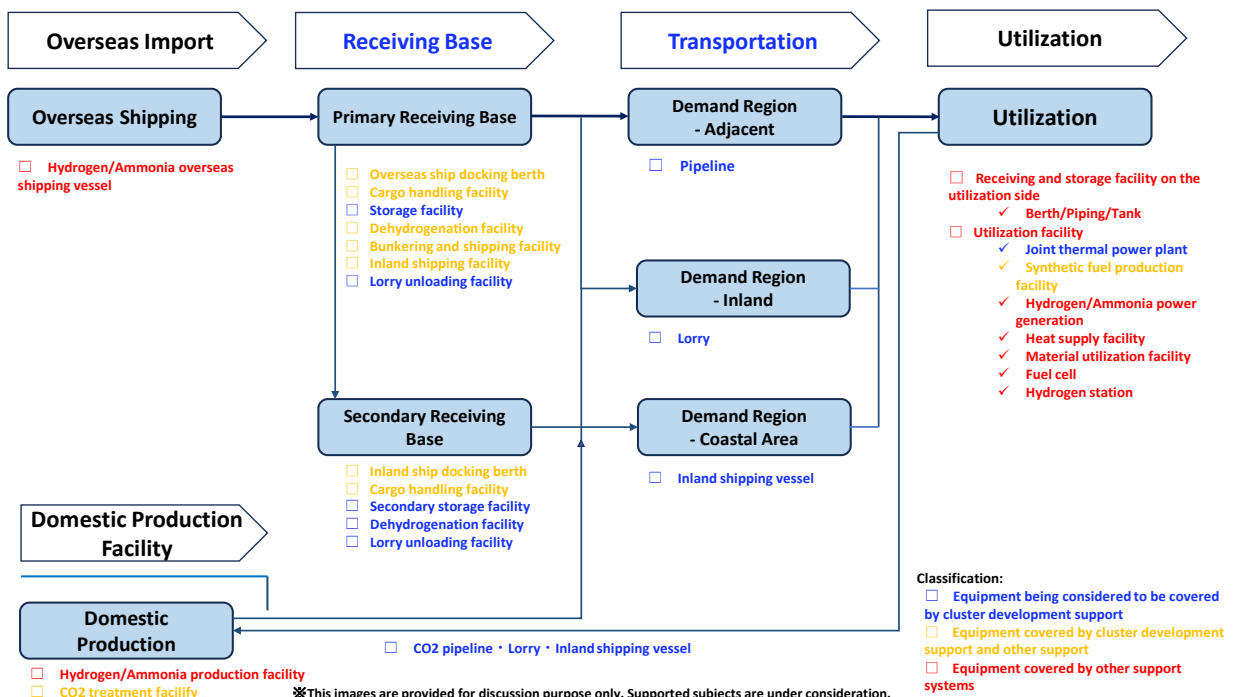 Overseas Import
Receiving Base
Transportation
Utilization
Overseas Shipping
Primary Receiving Base
Demand Region
- Adjacent
Utilization
☐ Hydrogen/Ammonia overseas
shipping vessel
☐ Overseas ship docking berth
☐ Cargo handling facility
☐ Storage facility
☐ Dehydrogenation facility
☐ Bunkering and shipping facility
☐ Inland shipping facility
☐ Lorry unloading facility
☐ Pipeline
☐ Receiving and storage facility on the
utilization side
✓ Berth/Piping/Tank
☐ Utilization facility
✓ Joint thermal power plant
✓ Synthetic fuel production
facility
✓ Hydrogen/Ammonia power
generation
✓ Heat supply facility
✓ Material utilization facility
✓ Fuel cell
✓ Hydrogen station
Demand Region
- Inland
☐ Lorry
Secondary Receiving
Base
Demand Region
- Coastal Area
☐ Inland ship docking berth
☐ Cargo handling facility
☐ Secondary storage facility
☐ Dehydrogenation facility
☐ Lorry unloading facility
☐ Inland shipping vessel
Domestic Production
Facility
Domestic
Production
☐ CO2 pipeline・Lorry・Inland shipping vessel
☐ Hydrogen/Ammonia production facility
☐ CO2 treatment facility
※This images are provided for discussion purpose only. Supported subjects are under consideration.
Classification:
☐ Equipment being considered to be covered
by cluster development support
☐ Equipment covered by cluster development
support and other support
☐ Equipment covered by other support
systems